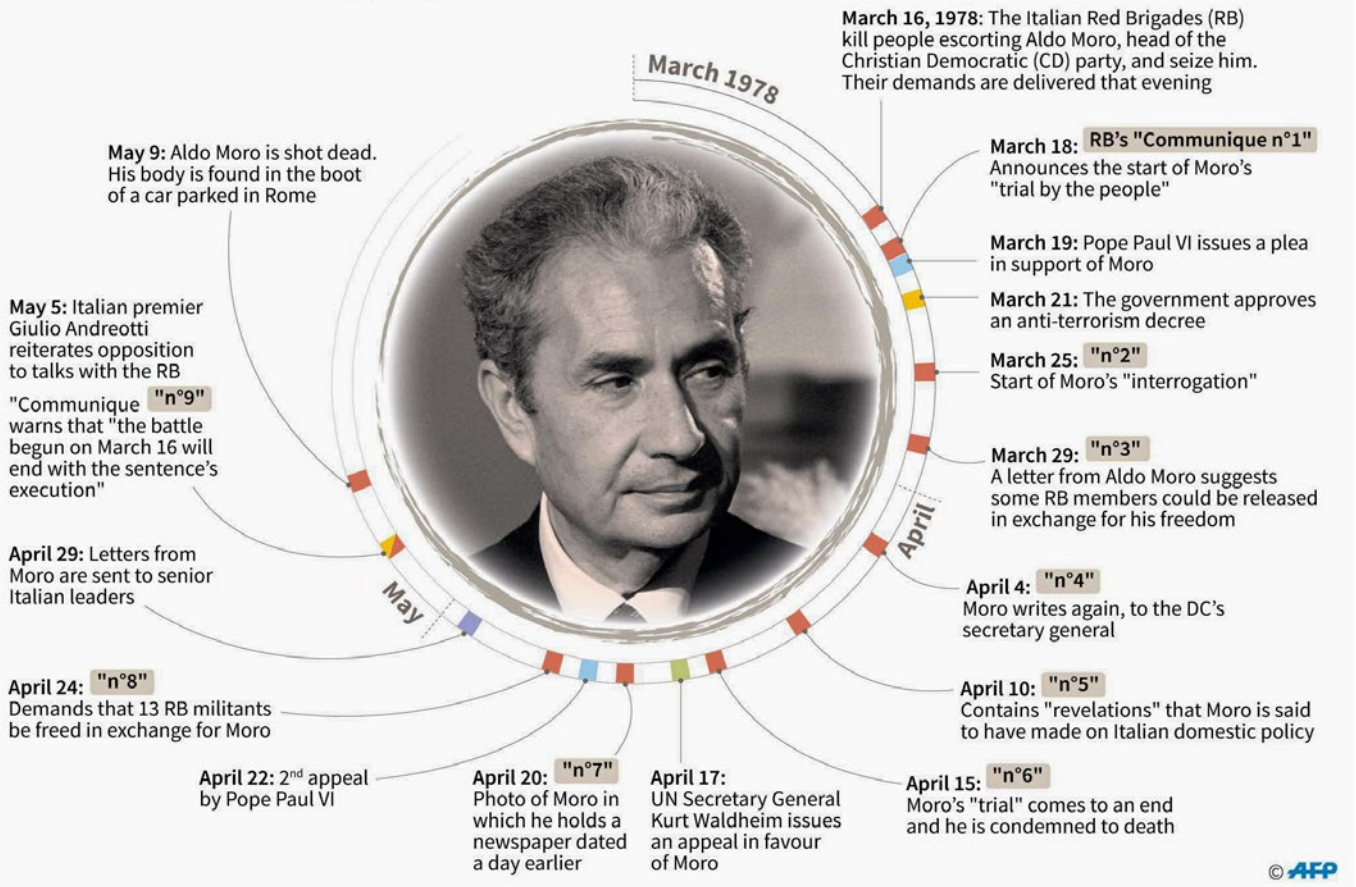 March 1978
March 16, 1978: The Italian Red Brigades (RB)
kill people escorting Aldo Moro, head of the
Christian Democratic (CD) party, and seize him.
Their demands are delivered that evening
March 18: RB's "Communique n°1"
Announces the start of Moro's
"trial by the people"
March 19: Pope Paul VI issues a plea
in support of Moro
March 21: The government approves
an anti-terrorism decree
March 25: "n°2"
Start of Moro's "interrogation"
March 29: "n°3"
A letter from Aldo Moro suggests
some RB members could be released
in exchange for his freedom
April
April 4: "n°4"
Moro writes again, to the DC's
secretary general
April 10: "n°5"
Contains "revelations" that Moro is said
to have made on Italian domestic policy
April 15: "n°6"
Moro's "trial" comes to an end
and he is condemned to death
April 17:
UN Secretary General
Kurt Waldheim issues
an appeal in favour
of Moro
April 20: "n°7"
Photo of Moro in
which he holds a
newspaper dated
a day earlier
April 22: 2nd appeal
by Pope Paul VI
April 24: "n°8"
Demands that 13 RB militants
be freed in exchange for Moro
April 29: Letters from
Moro are sent to senior
Italian leaders
May
May 5: Italian premier
Giulio Andreotti
reiterates opposition
to talks with the RB
"Communique "n°9"
warns that "the battle
begun on March 16 will
end with the sentence's
execution"
May 9: Aldo Moro is shot dead.
His body is found in the boot
of a car parked in Rome
© AFP